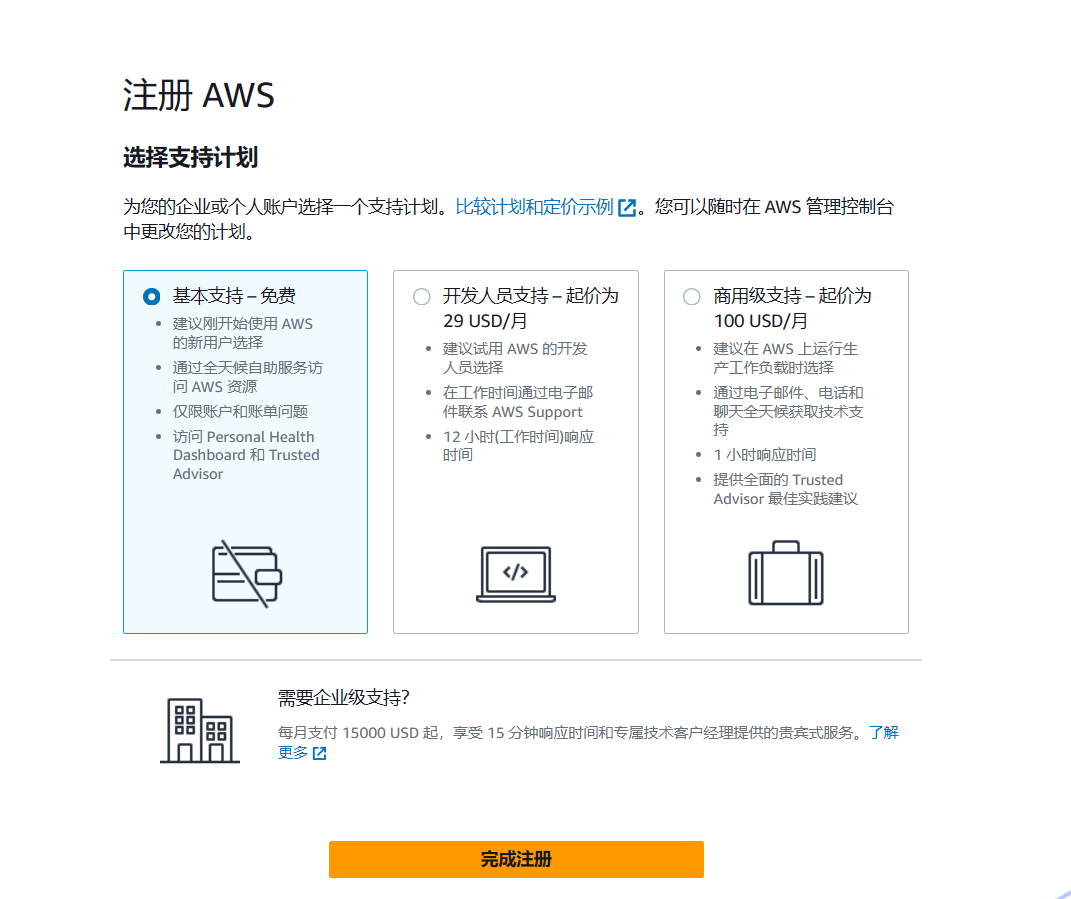 注册 AWS
选择支持计划
为您的企业或个人账户选择一个支持计划。比较计划和定价示例。您可以随时在 AWS 管理控制台
中更改您的计划。
基本支持 – 免费
• 建议刚开始使用 AWS
的新用户选择
• 通过全天候自助服务访
问 AWS 资源
• 仅限账户和账单问题
• 访问 Personal Health
Dashboard 和 Trusted
Advisor
开发人员支持 – 起价为
29 USD/月
• 建议试用 AWS 的开发
人员选择
• 在工作时间通过电子邮
件联系 AWS Support
• 12 小时(工作时间)响应
时间
</>
商用级支持 – 起价为
100 USD/月
• 建议在 AWS 上运行生
产工作负载时选择
• 通过电子邮件、电话和
聊天全天候获取技术支
持
• 1 小时响应时间
• 提供全面的 Trusted
Advisor 最佳实践建议
需要企业级支持?
每月支付 15000 USD 起，享受 15 分钟响应时间和专属技术客户经理提供的贵宾式服务。了解
更多
完成注册